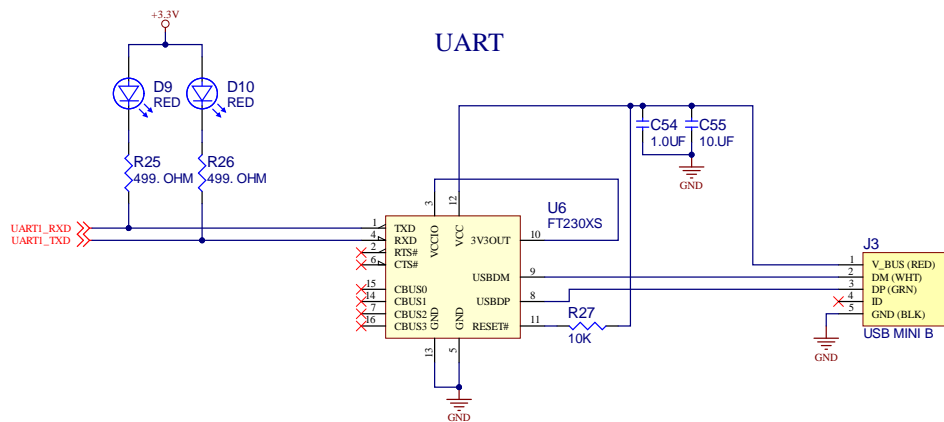 UART
+3.3V
D9
RED
D10
RED
R25
499. OHM
R26
499. OHM
UART1_RXD
UART1_TXD
C54
1.0UF
C55
10.UF
GND
U6
FT230XS
3
12
VCCIO
VCC
1
TXD
4
RXD
2
RTS#
6
CTS#
15
CBUS0
14
CBUS1
7
CBUS2
16
CBUS3
3V3OUT
10
USBDM
9
USBDP
8
RESET#
11
GND
GND
13
5
GND
R27
10K
J3
1
V_BUS (RED)
2
DM (WHT)
3
DP (GRN)
4
ID
5
GND (BLK)
USB MINI B
GND